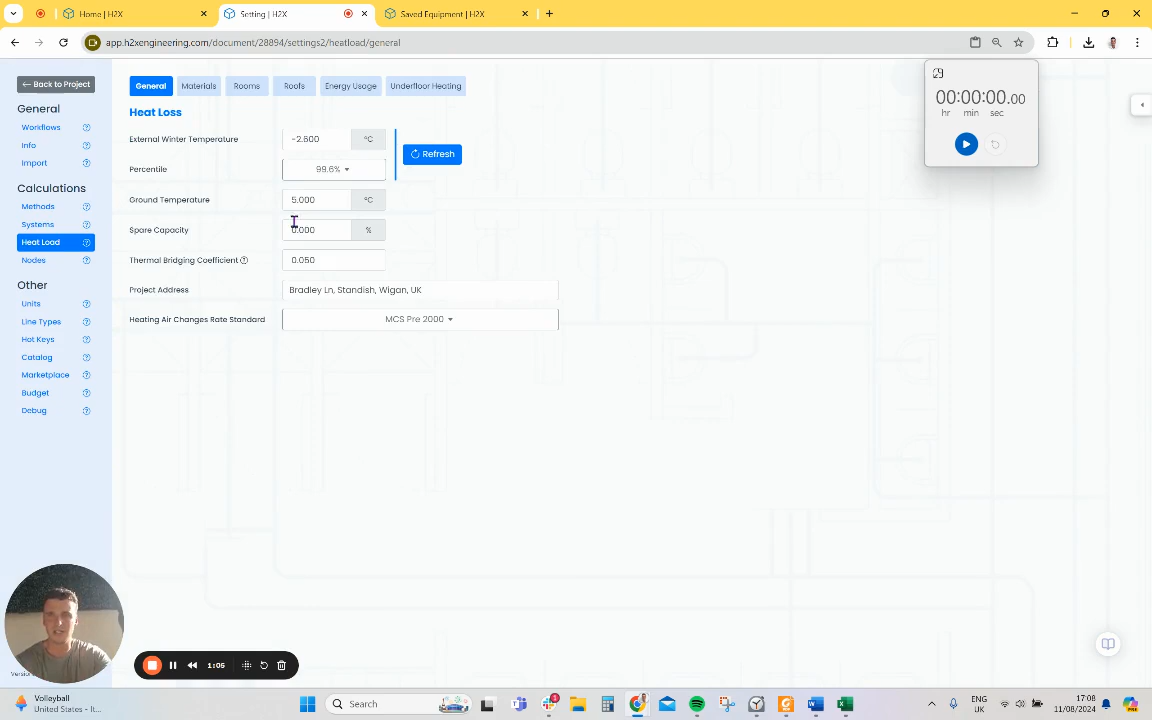 Home | H2X
Setting | H2X
Saved Equipment | H2X
app.h2xengineering.com/document/28894/settings2/heatload/general
Back to Project
General
Workflows
Info
Import
Calculations
Methods
Systems
Heat Load
Nodes
Other
Units
Line Types
Hot Keys
Catalog
Marketplace
Budget
Debug
General Materials Rooms Roofs Energy Usage Underfloor Heating
Heat Loss
External Winter Temperature -2.600 °C
Refresh
Percentile 99.6%
Ground Temperature 5.000 °C
Spare Capacity 0.000 %
Thermal Bridging Coefficient 0.050
Project Address Bradley Ln, Standish, Wigan, UK
Heating Air Changes Rate Standard MCS Pre 2000
00:00:00.00
hr min sec
1:05
Volleyball
United States - It...
Search
ENG
UK
17:08
11/08/2024